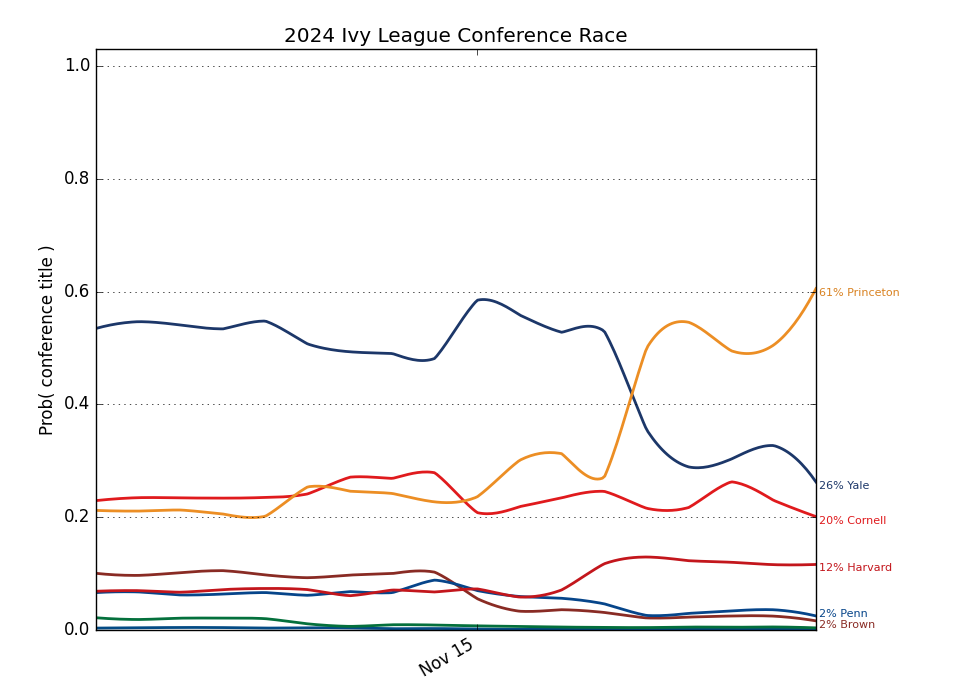 2024 Ivy League Conference Race
1.0
0.8
0.6
0.4
0.2
0.0
Prob( conference title )
Nov 15
61% Princeton
26% Yale
20% Cornell
12% Harvard
2% Penn
2% Brown